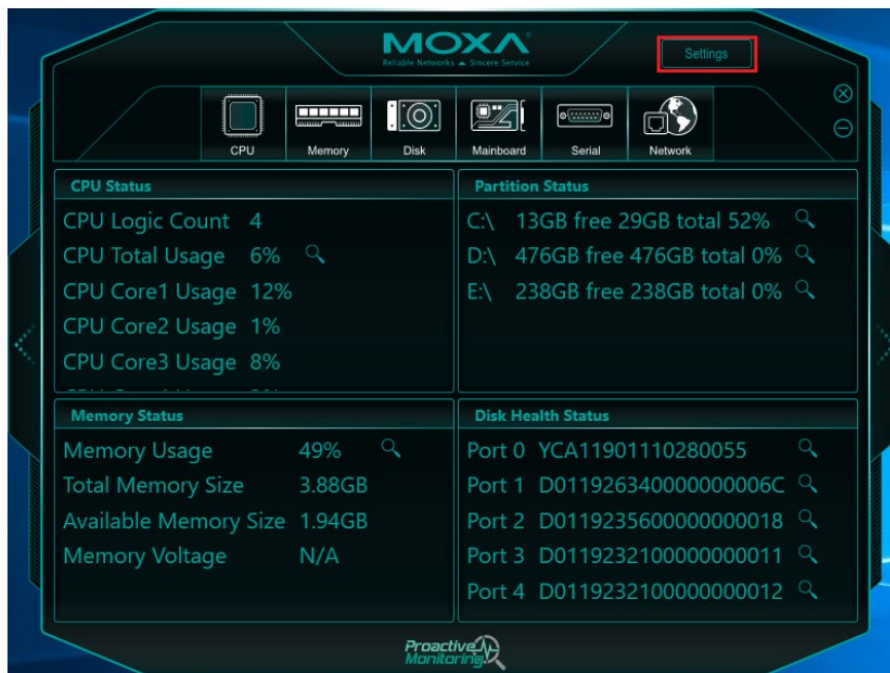 MOXA®
Reliable Networks ▲ Sincere Service
Settings
CPU
Memory
Disk
Mainboard
Serial
Network
CPU Status
CPU Logic Count 4
CPU Total Usage 6%
CPU Core1 Usage 12%
CPU Core2 Usage 1%
CPU Core3 Usage 8%
Partition Status
C:\ 13GB free 29GB total 52%
D:\ 476GB free 476GB total 0%
E:\ 238GB free 238GB total 0%
Memory Status
Memory Usage 49%
Total Memory Size 3.88GB
Available Memory Size 1.94GB
Memory Voltage N/A
Disk Health Status
Port 0 YCA11901110280055
Port 1 D011926340000000006C
Port 2 D0119235600000000018
Port 3 D0119232100000000011
Port 4 D0119232100000000012
Proactive
Monitoring